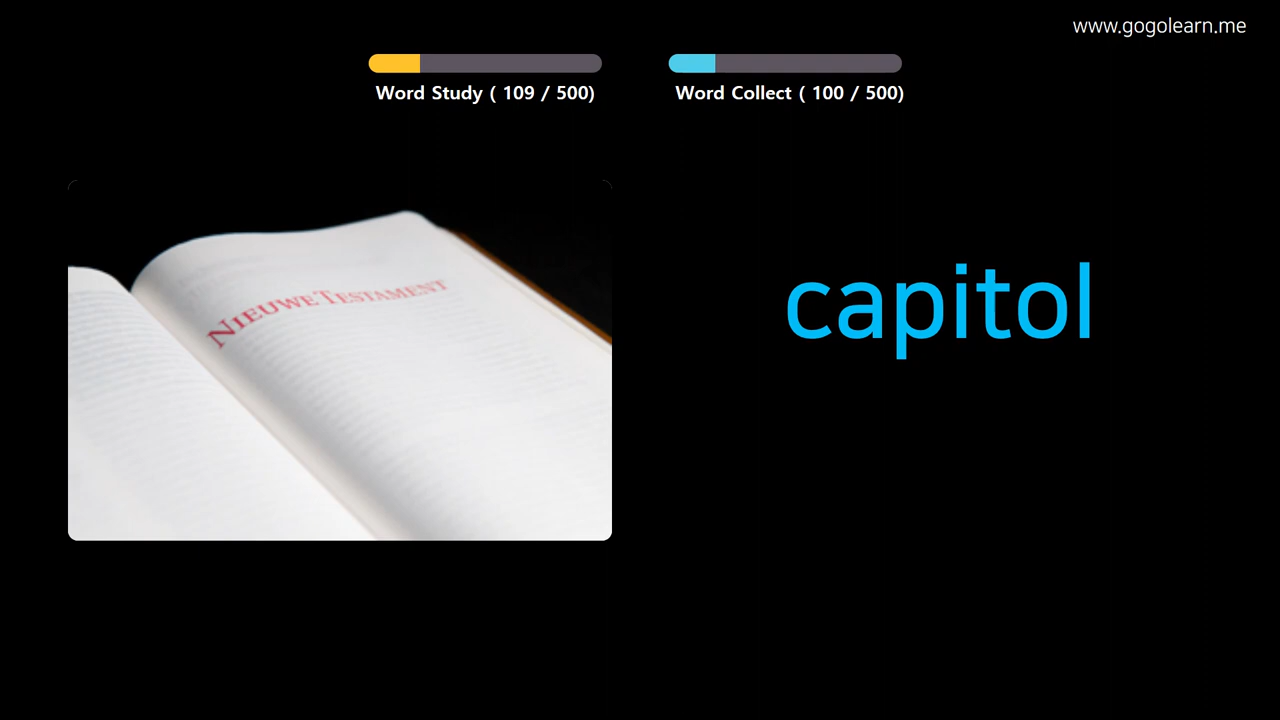 www.gogolearn.me
Word Study ( 109 / 500)
Word Collect ( 100 / 500)
NIEUWE TESTAMENT
capitol